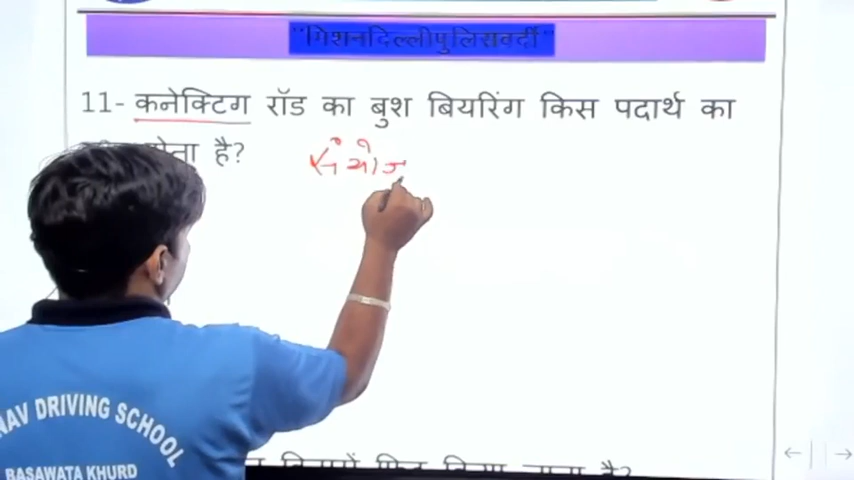 "मिशनदिल्लीपुलिसवर्दी"
11- कनेक्टिग रॉड का बुश बियरिंग किस पदार्थ का
होता है?
संयोज
NAV DRIVING SCHOOL
BASAWATA KHURD